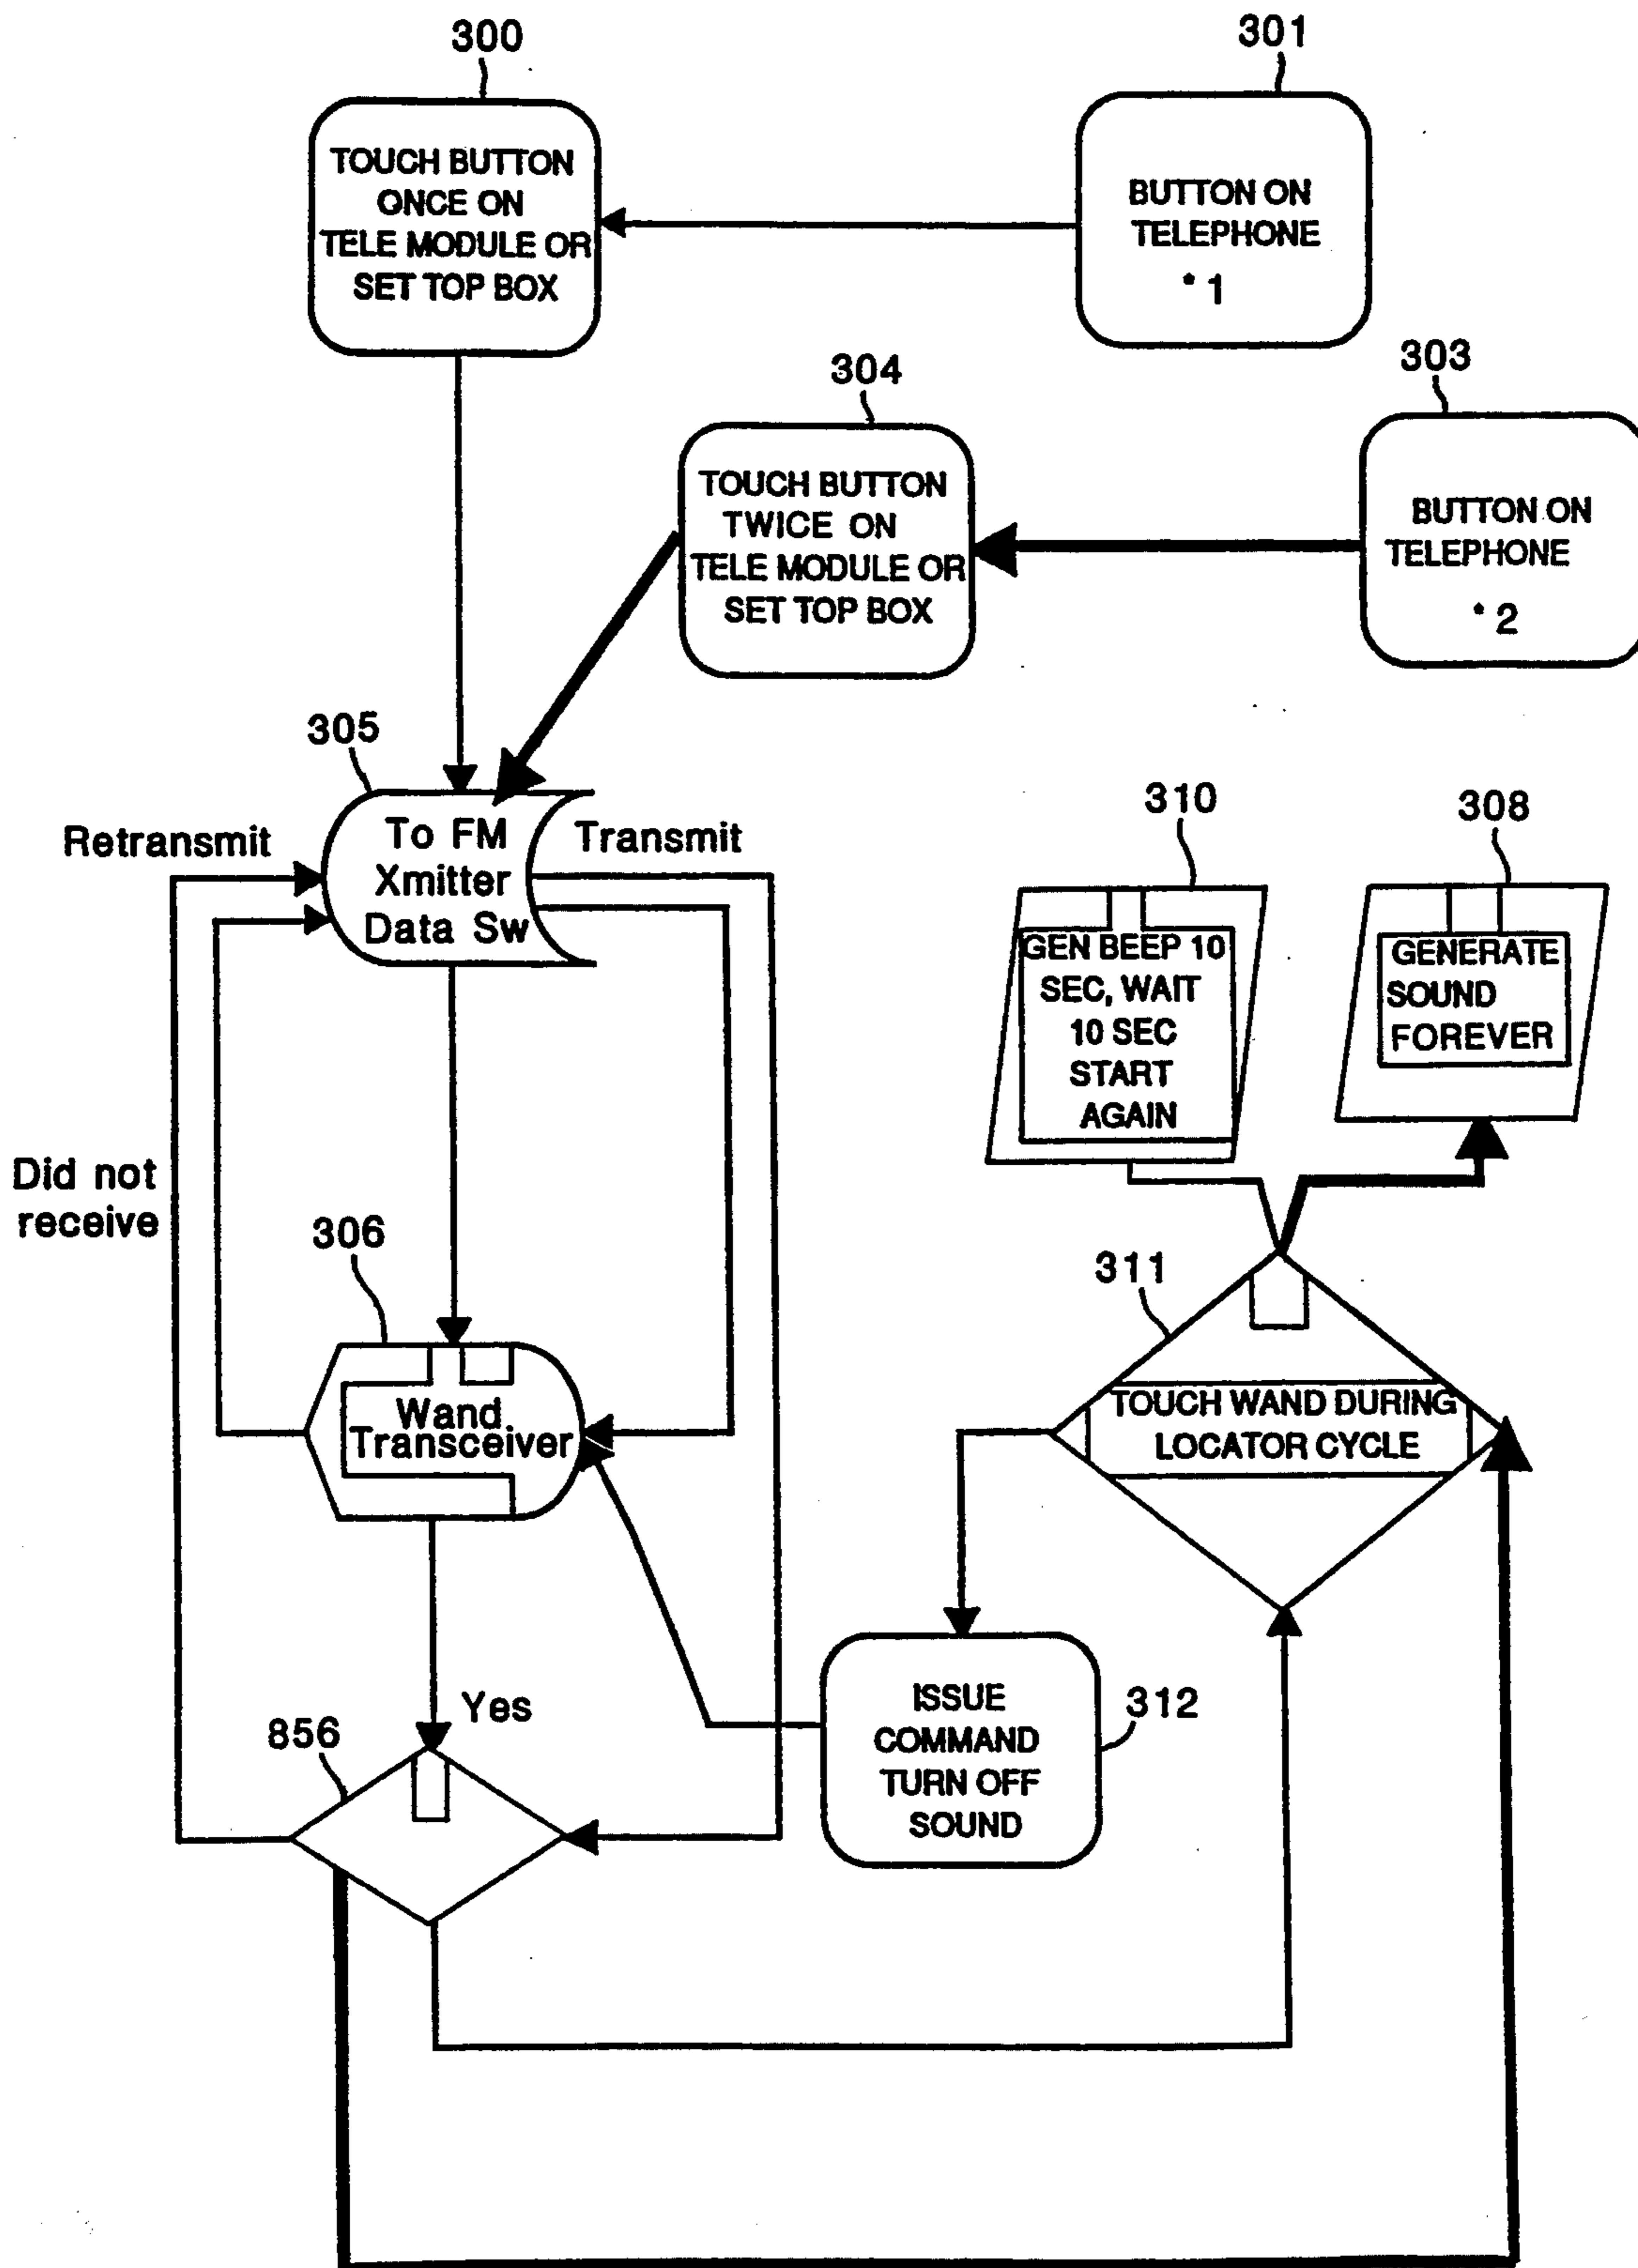 300
301
TOUCH BUTTON
ONCE ON
TELE MODULE OR
SET TOP BOX
BUTTON ON
TELEPHONE
* 1
304
303
TOUCH BUTTON
TWICE ON
TELE MODULE OR
SET TOP BOX
BUTTON ON
TELEPHONE
* 2
305
Retransmit
To FM
Xmitter
Data Sw
Transmit
310
308
GEN BEEP 10
SEC, WAIT
10 SEC
START
AGAIN
GENERATE
SOUND
FOREVER
Did not
receive
306
Wand
Transceiver
311
TOUCH WAND DURING
LOCATOR CYCLE
Yes
856
ISSUE
COMMAND
TURN OFF
SOUND
312